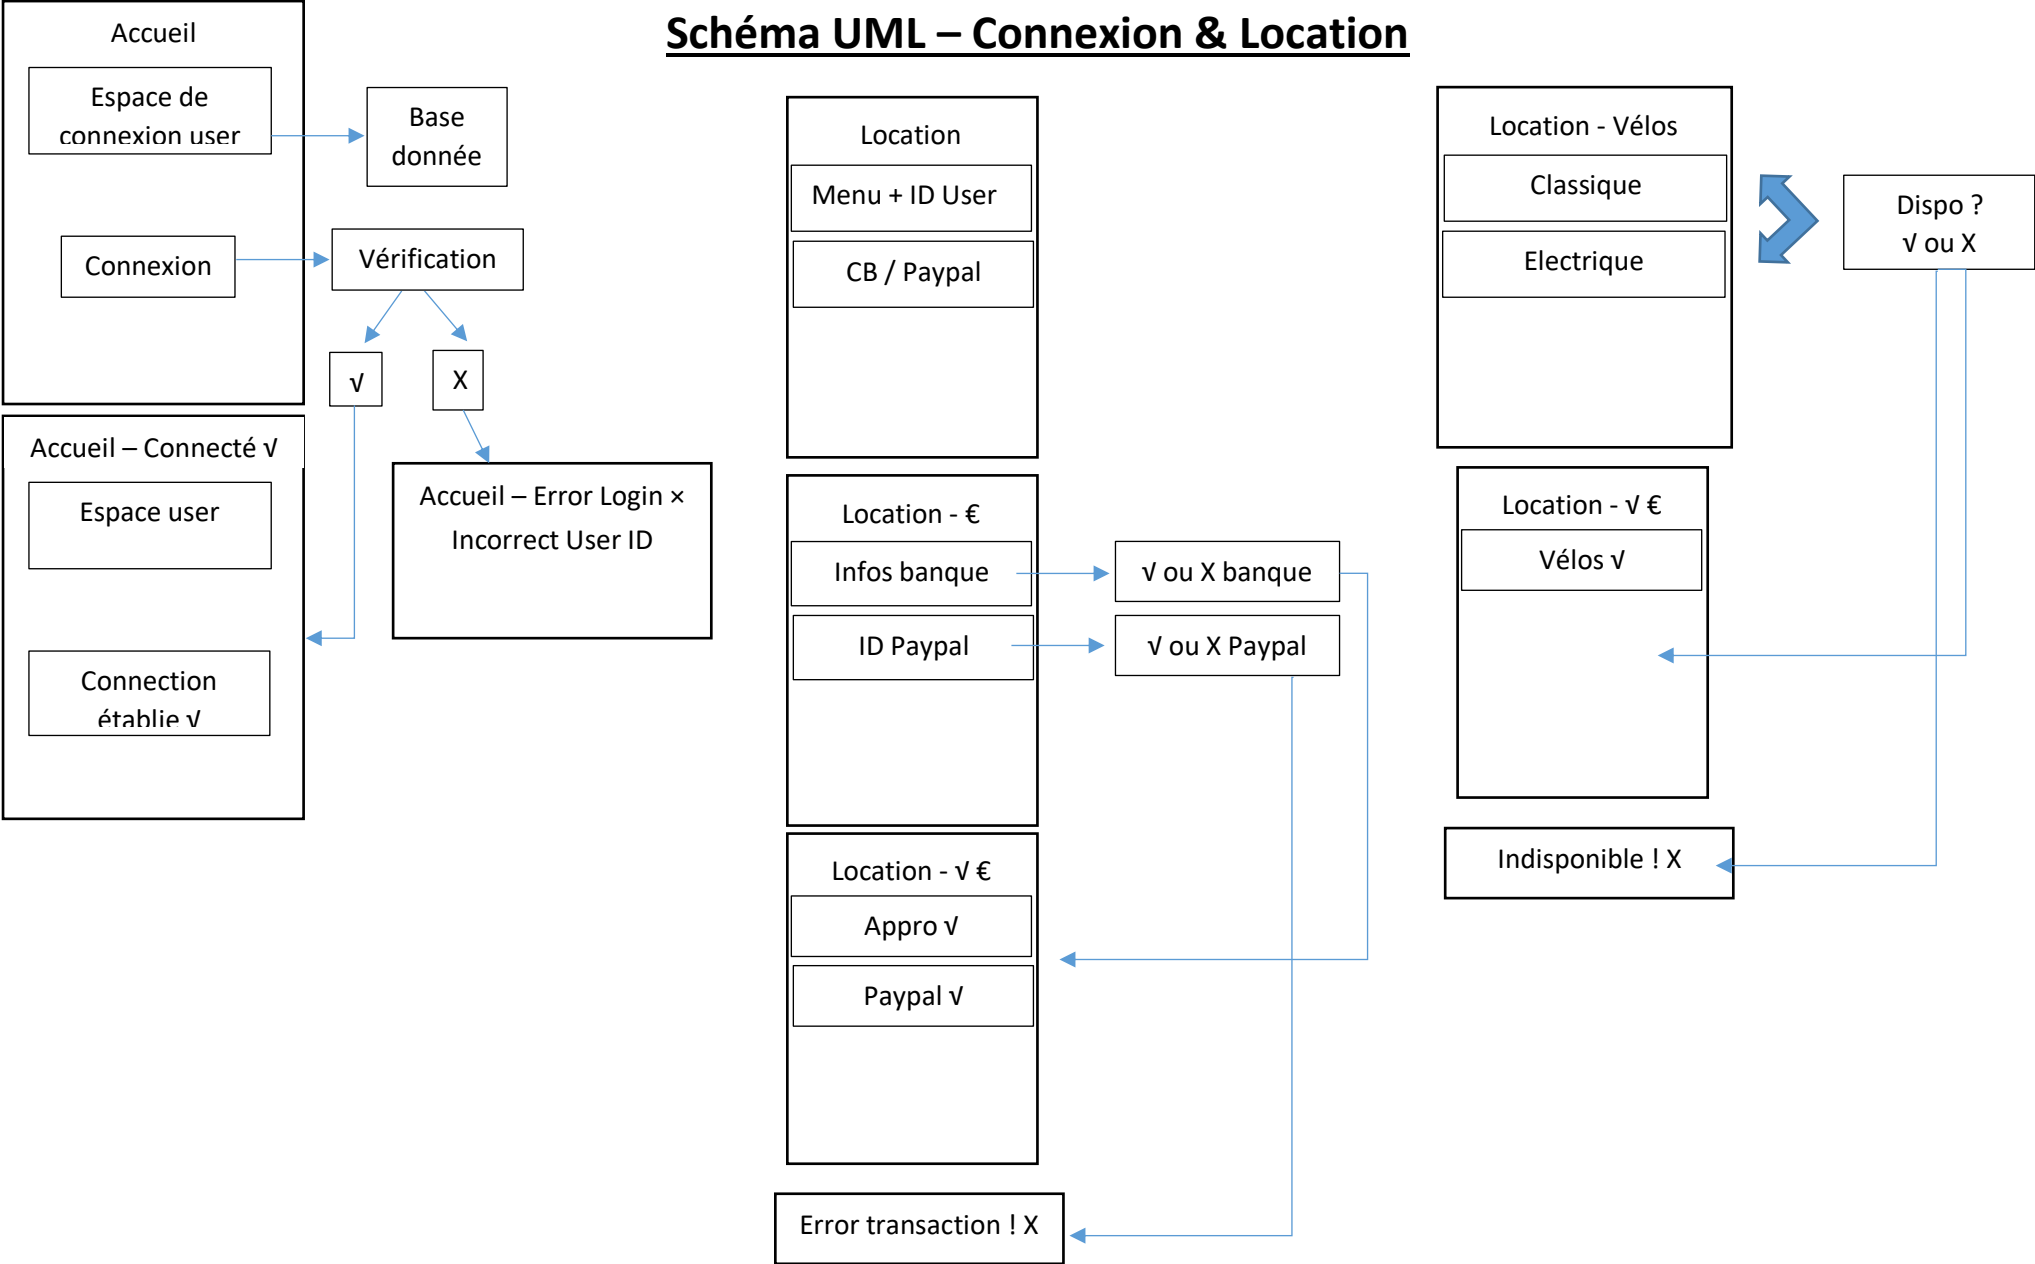 Schéma UML – Connexion & Location
Accueil
Espace de
connexion user
Base
donnée
Connexion
Vérification
√
X
Accueil – Connecté √
Espace user
Connection
établie √
Accueil – Error Login ×
Incorrect User ID
Location
Menu + ID User
CB / Paypal
Location - €
Infos banque
√ ou X banque
ID Paypal
√ ou X Paypal
Location - √ €
Appro √
Paypal √
Error transaction ! X
Location - Vélos
Classique
Electrique
Dispo ?
√ ou X
Location - √ €
Vélos √
Indisponible ! X